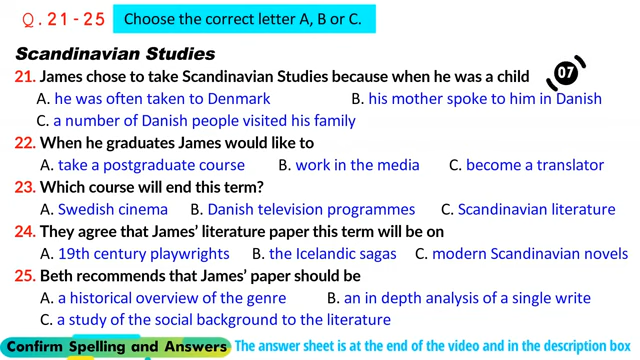 Q.21-25 Choose the correct letter A, B or C.
Scandinavian Studies
07
21. James chose to take Scandinavian Studies because when he was a child
A. he was often taken to Denmark B. his mother spoke to him in Danish
C. a number of Danish people visited his family
22. When he graduates James would like to
A. take a postgraduate course B. work in the media C. become a translator
23. Which course will end this term?
A. Swedish cinema B. Danish television programmes C. Scandinavian literature
24. They agree that James’ literature paper this term will be on
A. 19th century playwrights B. the Icelandic sagas C. modern Scandinavian novels
25. Beth recommends that James’ paper should be
A. a historical overview of the genre B. an in depth analysis of a single write
C. a study of the social background to the literature
Confirm Spelling and Answers The answer sheet is at the end of the video and in the description box